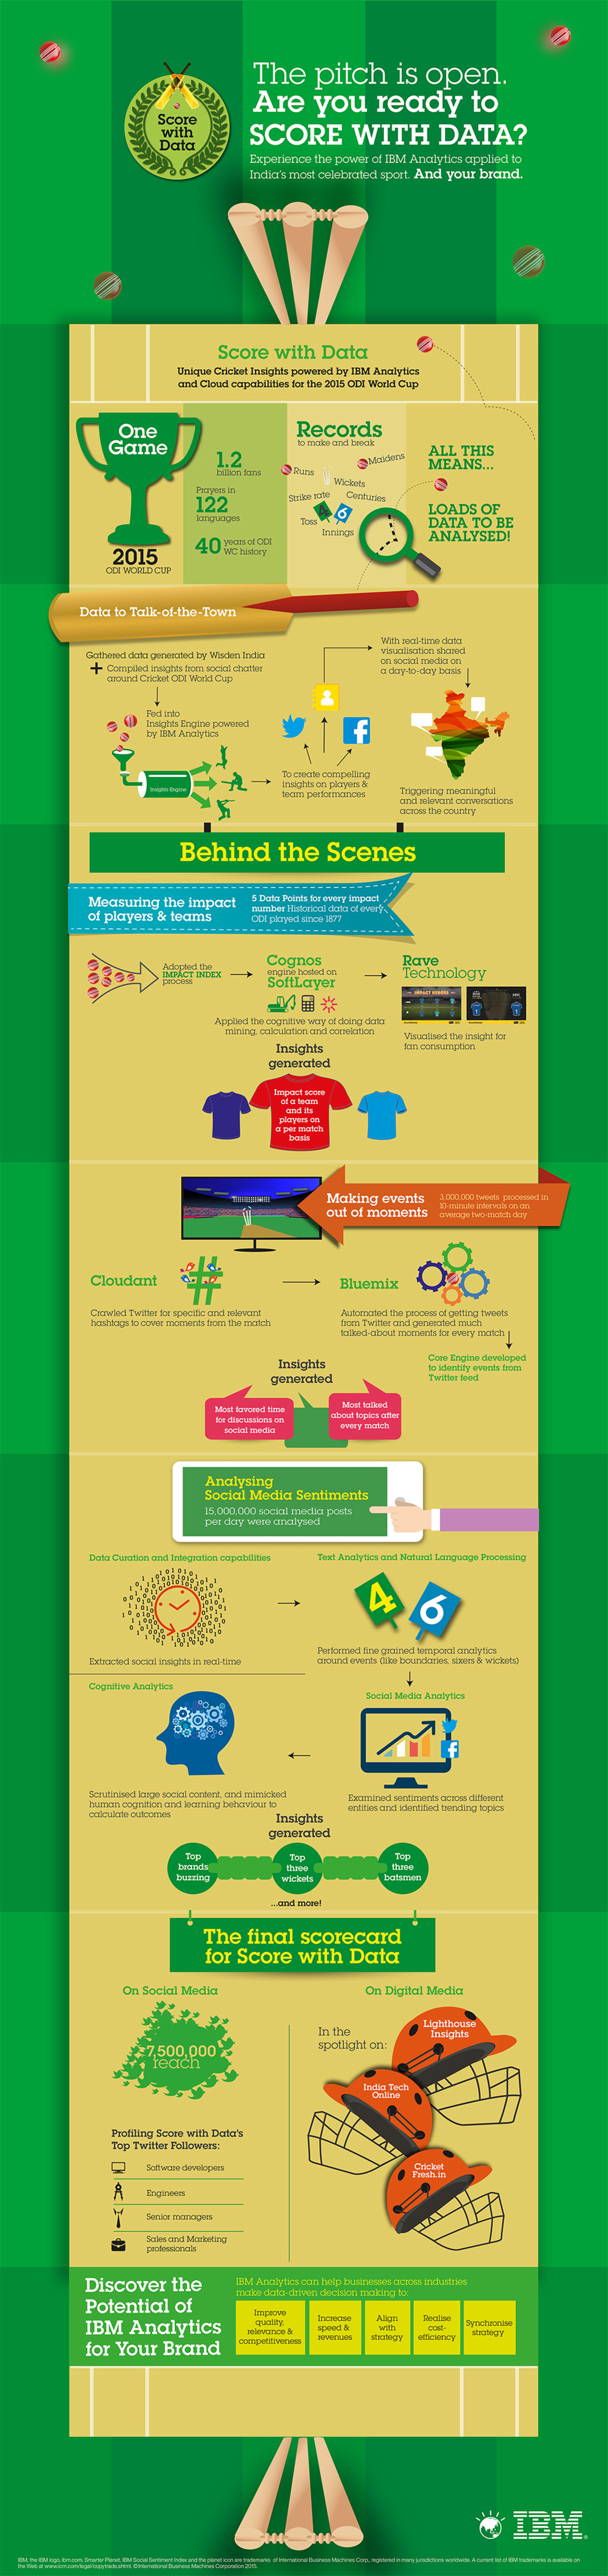 Score
with
Data
The pitch is open.
Are you ready to
SCORE WITH DATA?
Experience the power of IBM Analytics applied to
India's most celebrated sport. And your brand.
Score with Data
Unique Cricket Insights powered by IBM Analytics
and Cloud capabilities for the 2015 ODI World Cup
One
Game
2015
ODI WORLD CUP
1.2
billion fans
Prayers in
122
languages
40 years of ODI
WC history
Records
to make and break
Maidens
Runs
Wickets
Strike rate
Centuries
4
6
Toss
Innings
ALL THIS
MEANS...
LOADS OF
DATA TO BE
ANALYSED!
Data to Talk-of-the-Town
Gathered data generated by Wisden India
+ Compiled insights from social chatter
around Cricket ODI World Cup
Fed into
Insights Engine powered
by IBM Analytics
Insights Engine
To create compelling
insights on players &
team performances
With real-time data
visualisation shared
on social media on
a day-to-day basis
Triggering meaningful
and relevant conversations
across the country
Behind the Scenes
Measuring the impact
of players & teams
5 Data Points for every impact
number Historical data of every
ODI played since 1877
Adopted the
IMPACT INDEX
process
Cognos
engine hosted on
SoftLayer
Applied the cognitive way of doing data
mining, calculation and correlation
Rave
Technology
IMPACT HEROES
Visualised the insight for
fan consumption
Insights
generated
Impact score
of a team
and its
players on
a per match
basis
Making events
out of moments
3,000,000 tweets processed in
10-minute intervals on an
average two-match day
Cloudant
#
Crawled Twitter for specific and relevant
hashtags to cover moments from the match
Bluemix
Automated the process of getting tweets
from Twitter and generated much
talked-about moments for every match
Core Engine developed
to identify events from
Twitter feed
Insights
generated
Most favored time
for discussions on
social media
Most talked
about topics after
every match
Analysing
Social Media Sentiments
15,000,000 social media posts
per day were analysed
Data Curation and Integration capabilities
Extracted social insights in real-time
Text Analytics and Natural Language Processing
4
6
Performed fine grained temporal analytics
around events (like boundaries, sixers & wickets)
Social Media Analytics
Examined sentiments across different
entities and identified trending topics
Cognitive Analytics
Scrutinised large social content, and mimicked
human cognition and learning behaviour to
calculate outcomes
Insights
generated
Top
brands
buzzing
Top
three
wickets
Top
three
batsmen
...and more!
The final scorecard
for Score with Data
On Social Media
7,500,000
reach
Profiling Score with Data's
Top Twitter Followers:
Software developers
Engineers
Senior managers
Sales and Marketing
professionals
On Digital Media
In the
spotlight on:
Lighthouse
Insights
India Tech
Online
Cricket
Fresh.in
Discover the
Potential of
IBM Analytics
for Your Brand
IBM Analytics can help businesses across industries
make data-driven decision making to:
Improve
quality,
relevance &
competitiveness
Increase
speed &
revenues
Align
with
strategy
Realise
cost-
efficiency
Synchronise
strategy
IBM
IBM, the IBM logo, ibm.com, Smarter Planet, IBM Social Sentiment Index and the planet icon are trademarks of International Business Machines Corp., registered in many jurisdictions worldwide. A current list of IBM trademarks is available on
the Web at www.icm.com/legal/copytrade.shtml. ©International Business Machines Corporation 2015.